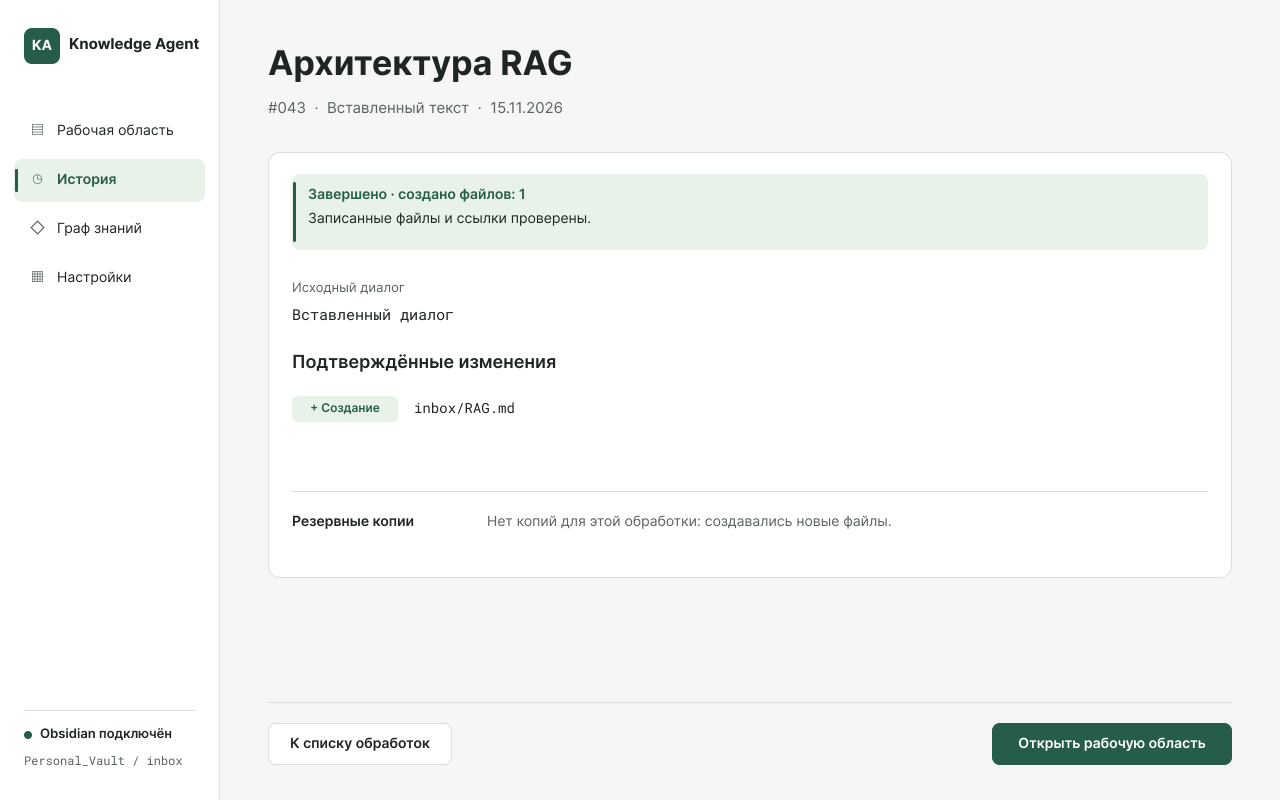 KA Knowledge Agent
Рабочая область
История
Граф знаний
Настройки
Obsidian подключён
Personal_Vault / inbox
Архитектура RAG
#043 · Вставленный текст · 15.11.2026
Завершено · создано файлов: 1
Записанные файлы и ссылки проверены.
Исходный диалог
Вставленный диалог
Подтверждённые изменения
+ Создание inbox/RAG.md
Резервные копии Нет копий для этой обработки: создавались новые файлы.
К списку обработок Открыть рабочую область